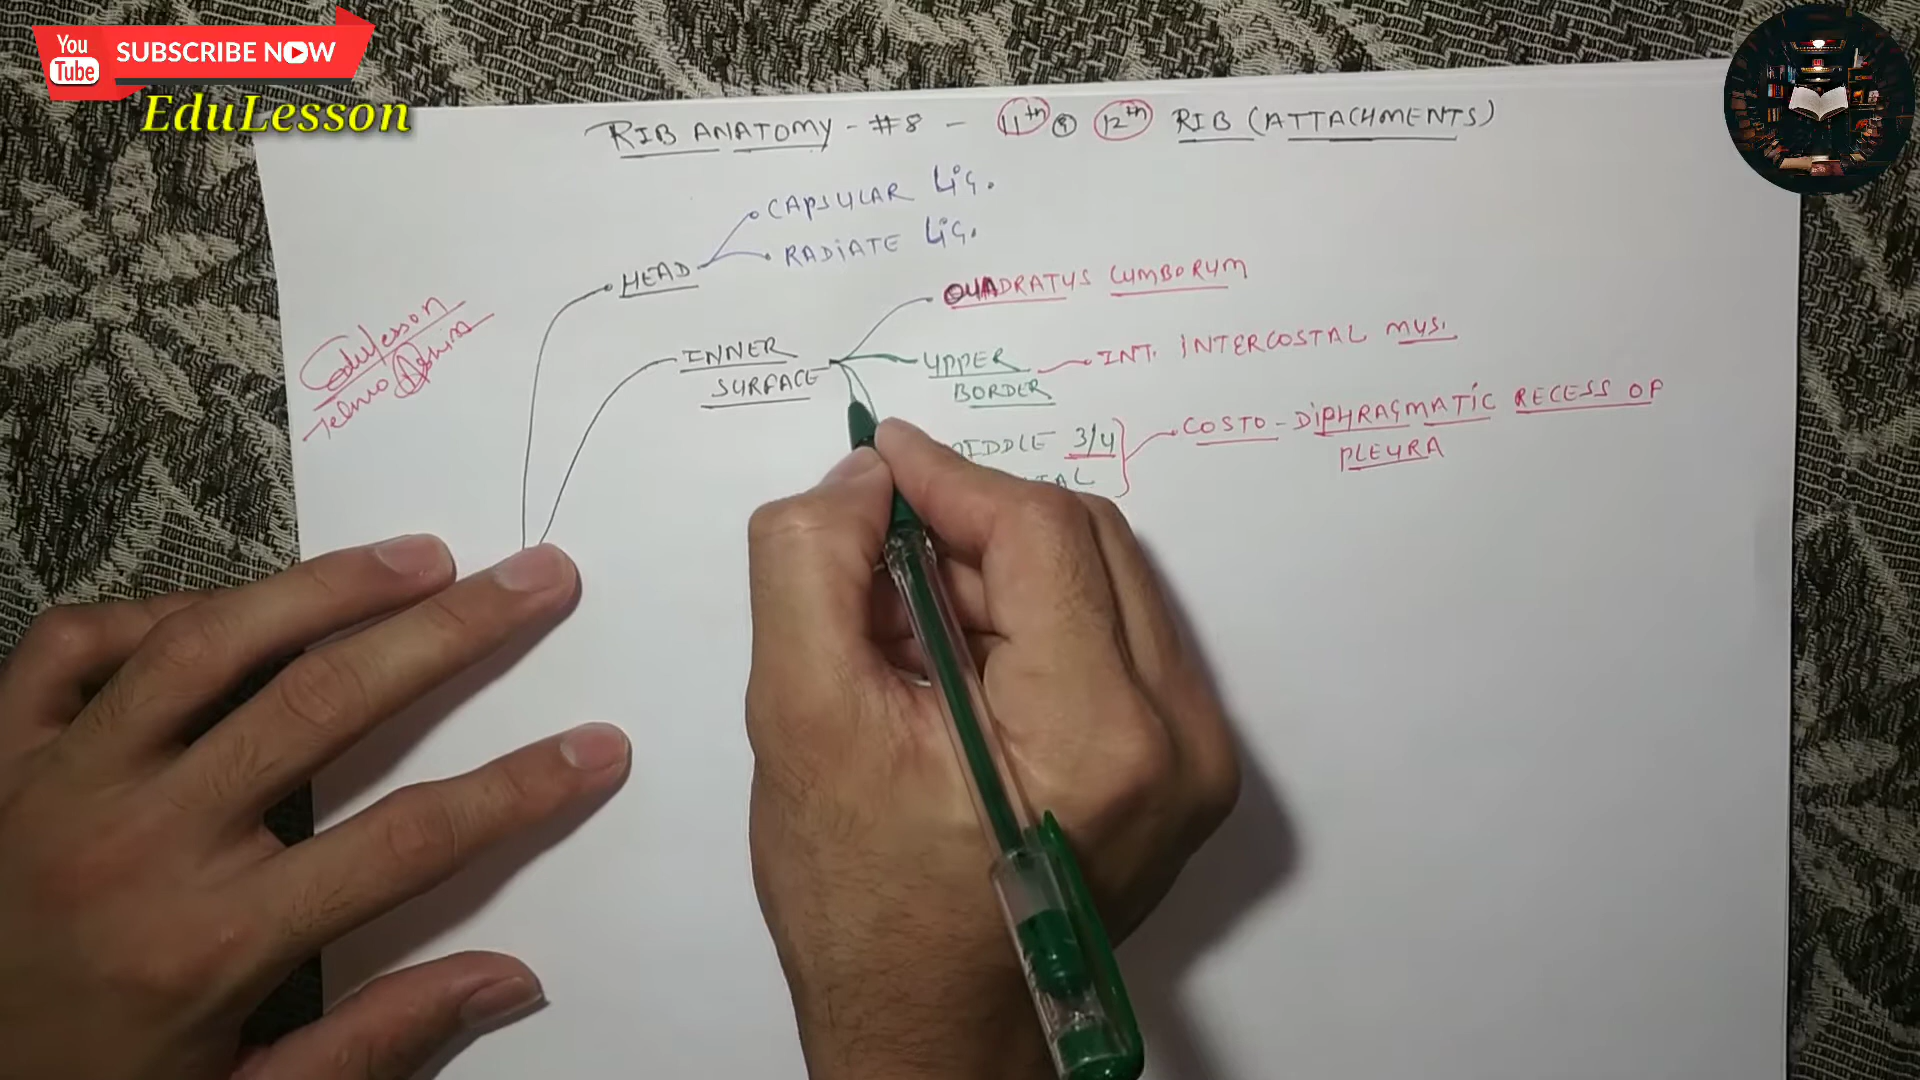 You
Tube
SUBSCRIBE NOW
EduLesson
RIB ANATOMY - #8 - 11th & 12th RIB (ATTACHMENTS)
CAPSULAR Lig.
RADIATE Lig.
HEAD
QUADRATUS LUMBORUM
EduLesson
INNER
SURFACE
UPPER
BORDER
INT. INTERCOSTAL MUS.
MIDDLE 3/4
COSTO-DIPHRAGMATIC RECESS OF
PLEURA